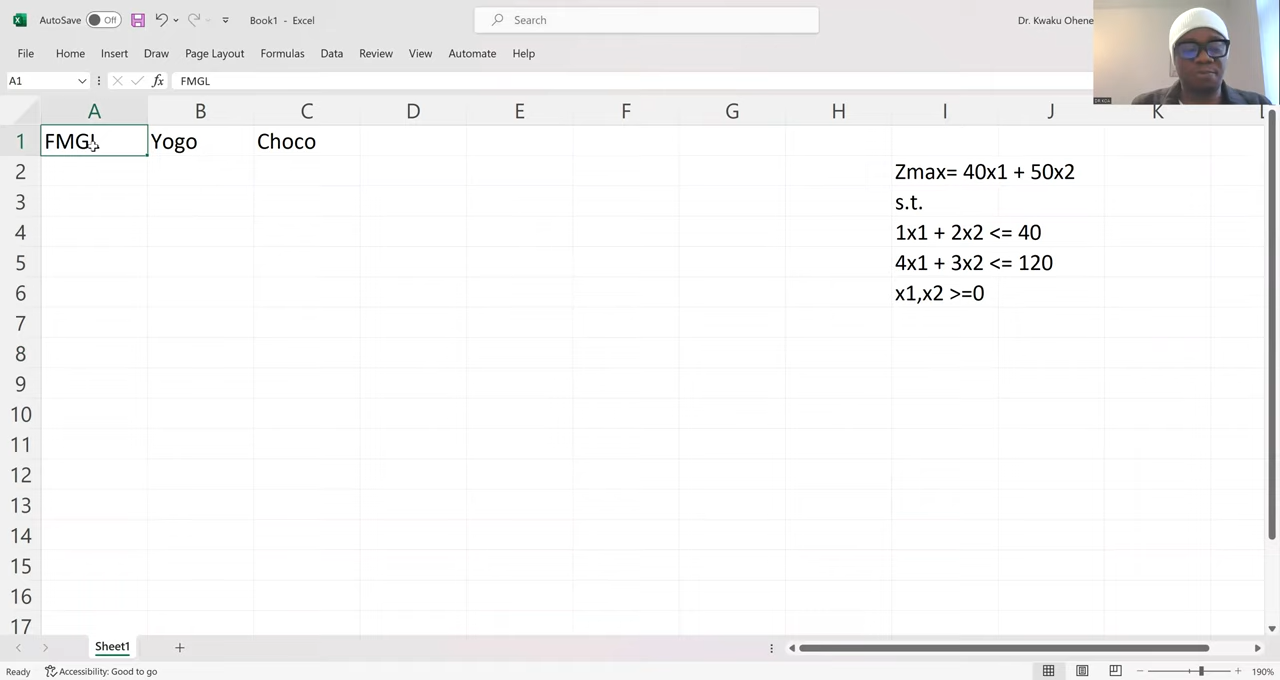 AutoSave Off Book1 - Excel Search Dr. Kwaku Ohene
File Home Insert Draw Page Layout Formulas Data Review View Automate Help
A1 fx FMGL
A B C D E F G H I J K
1 FMGL Yogo Choco
2 Zmax= 40x1 + 50x2
3 s.t.
4 1x1 + 2x2 <= 40
5 4x1 + 3x2 <= 120
6 x1,x2 >=0
7
8
9
10
11
12
13
14
15
16
17
Sheet1
Ready Accessibility: Good to go 190%